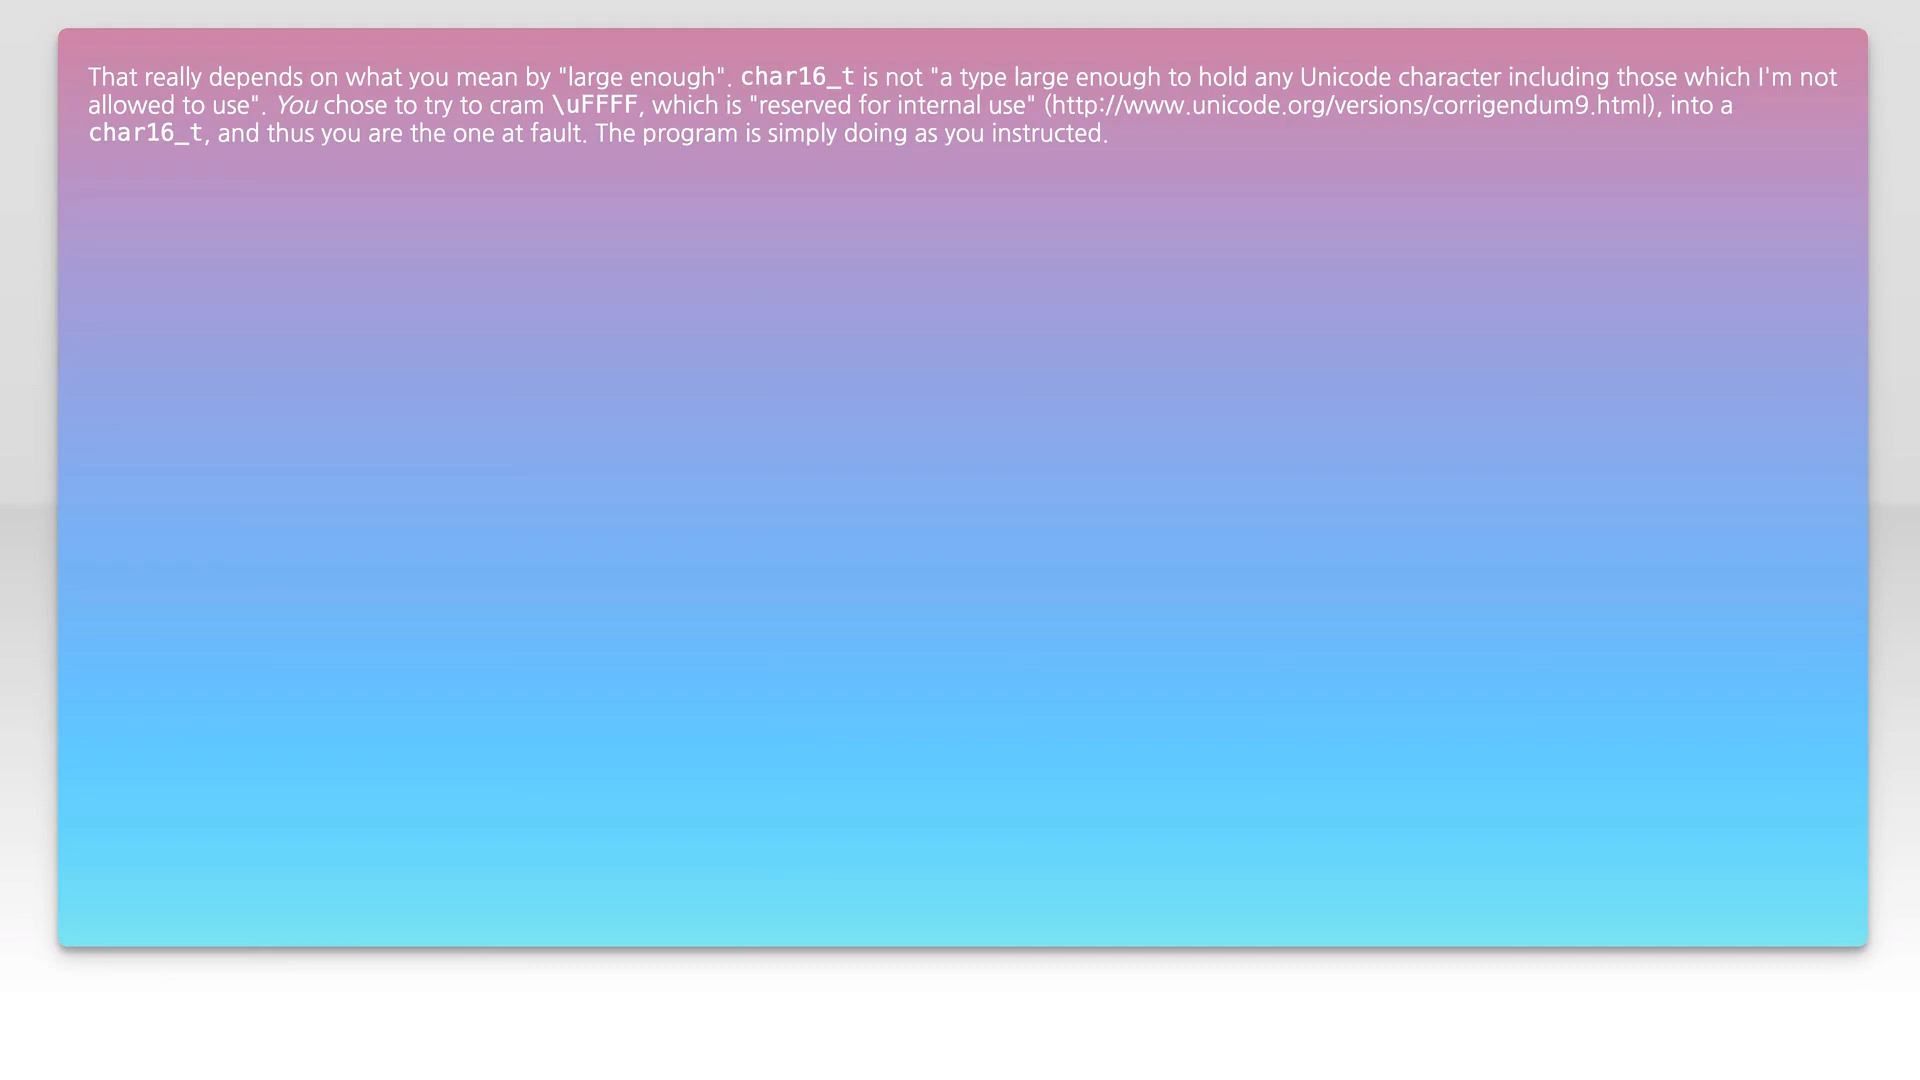 That really depends on what you mean by "large enough". char16_t is not "a type large enough to hold any Unicode character including those which I'm not
allowed to use". You chose to try to cram \uFFFF, which is "reserved for internal use" (http://www.unicode.org/versions/corrigendum9.html), into a
char16_t, and thus you are the one at fault. The program is simply doing as you instructed.